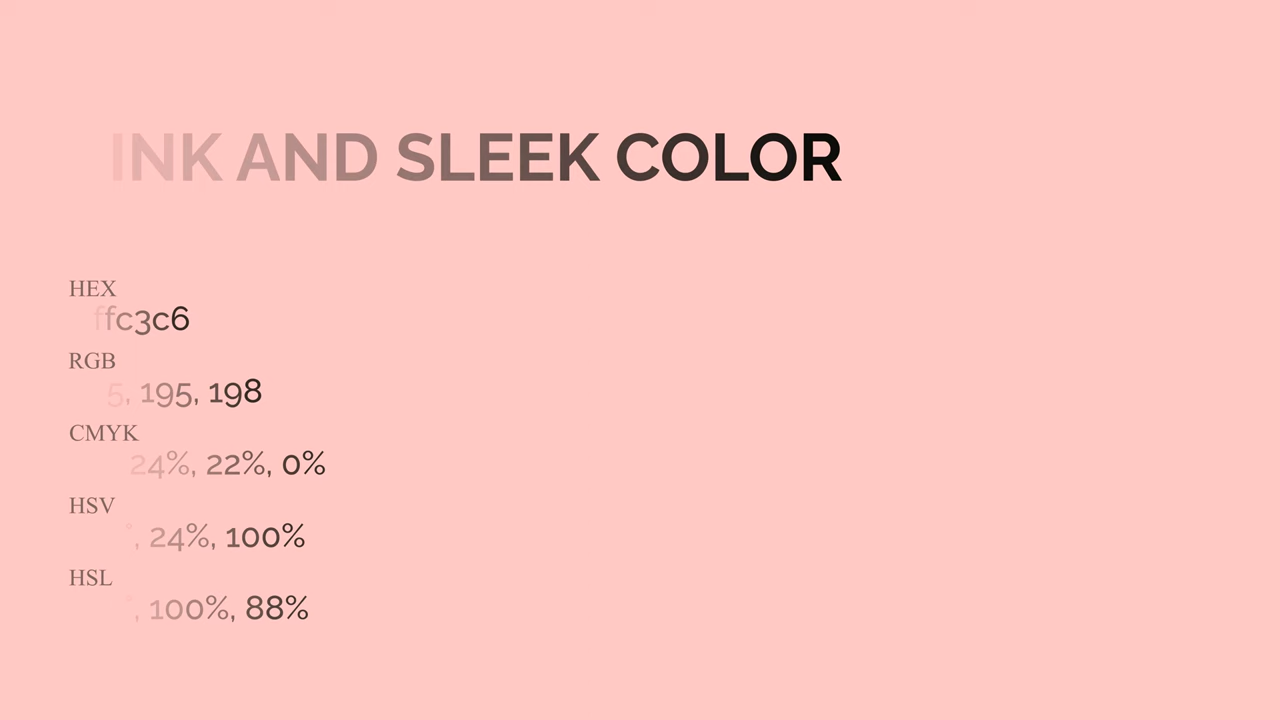 INK AND SLEEK COLOR
HEX
ffc3c6
RGB
5, 195, 198
CMYK
24%, 22%, 0%
HSV
°, 24%, 100%
HSL
°, 100%, 88%